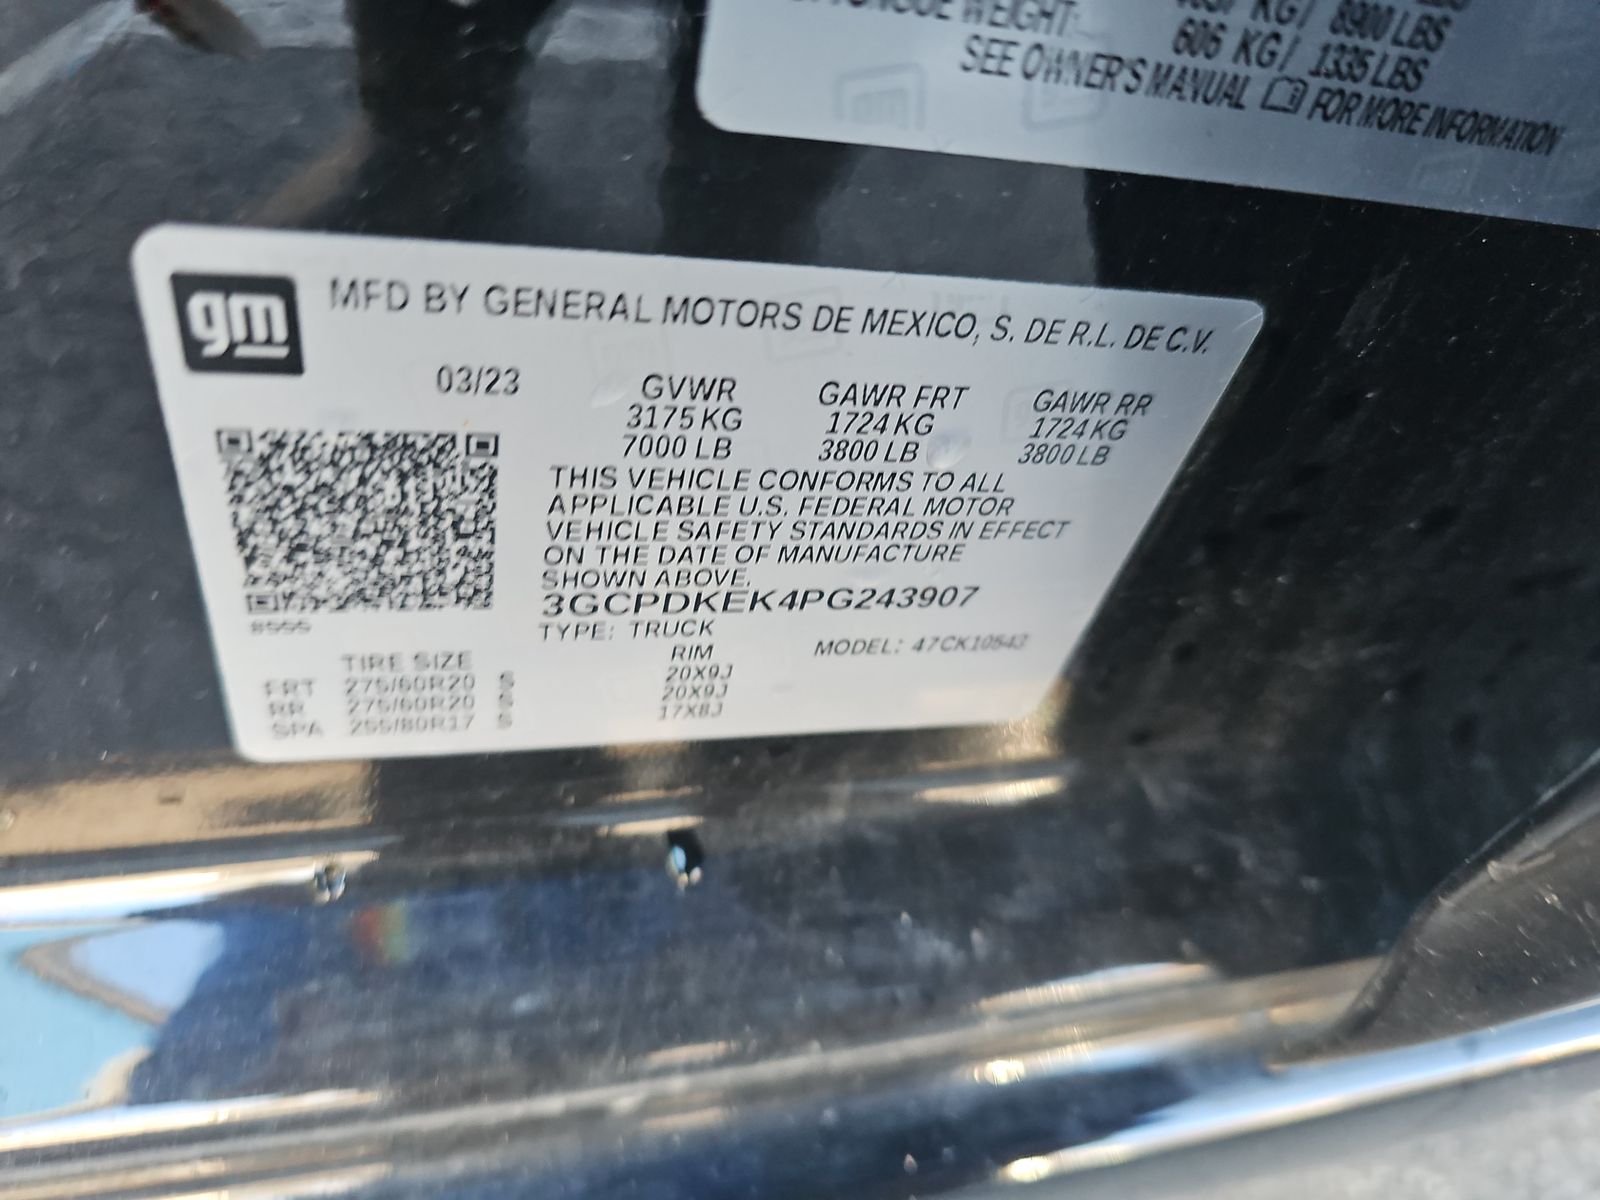 KG/ 8900 LBS
WEIGHT: 606 KG/ 1335 LBS
SEE OWNER'S MANUAL FOR MORE INFORMATION
gm
MFD BY GENERAL MOTORS DE MEXICO, S. DE R.L. DE C.V.
03/23 GVWR GAWR FRT GAWR RR
3175 KG 1724 KG 1724 KG
7000 LB 3800 LB 3800 LB
THIS VEHICLE CONFORMS TO ALL
APPLICABLE U.S. FEDERAL MOTOR
VEHICLE SAFETY STANDARDS IN EFFECT
ON THE DATE OF MANUFACTURE
SHOWN ABOVE.
3GCPDKEK4PG243907
TYPE: TRUCK MODEL: 47CK10543
TIRE SIZE RIM
FRT 275/60R20 S 20X9J
RR 275/60R20 S 20X9J
SPA 255/80R17 S 17X8J